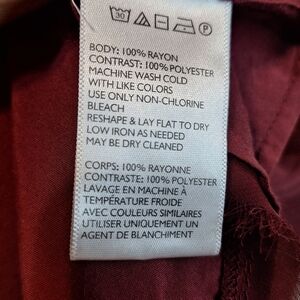 30 P
BODY: 100% RAYON
CONTRAST: 100% POLYESTER
MACHINE WASH COLD
WITH LIKE COLORS
USE ONLY NON-CHLORINE
BLEACH
RESHAPE & LAY FLAT TO DRY
LOW IRON AS NEEDED
MAY BE DRY CLEANED
CORPS: 100% RAYONNE
CONTRASTE: 100% POLYESTER
LAVAGE EN MACHINE À
TEMPÉRATURE FROIDE
AVEC COULEURS SIMILAIRES
UTILISER UNIQUEMENT UN
AGENT DE BLANCHIMENT